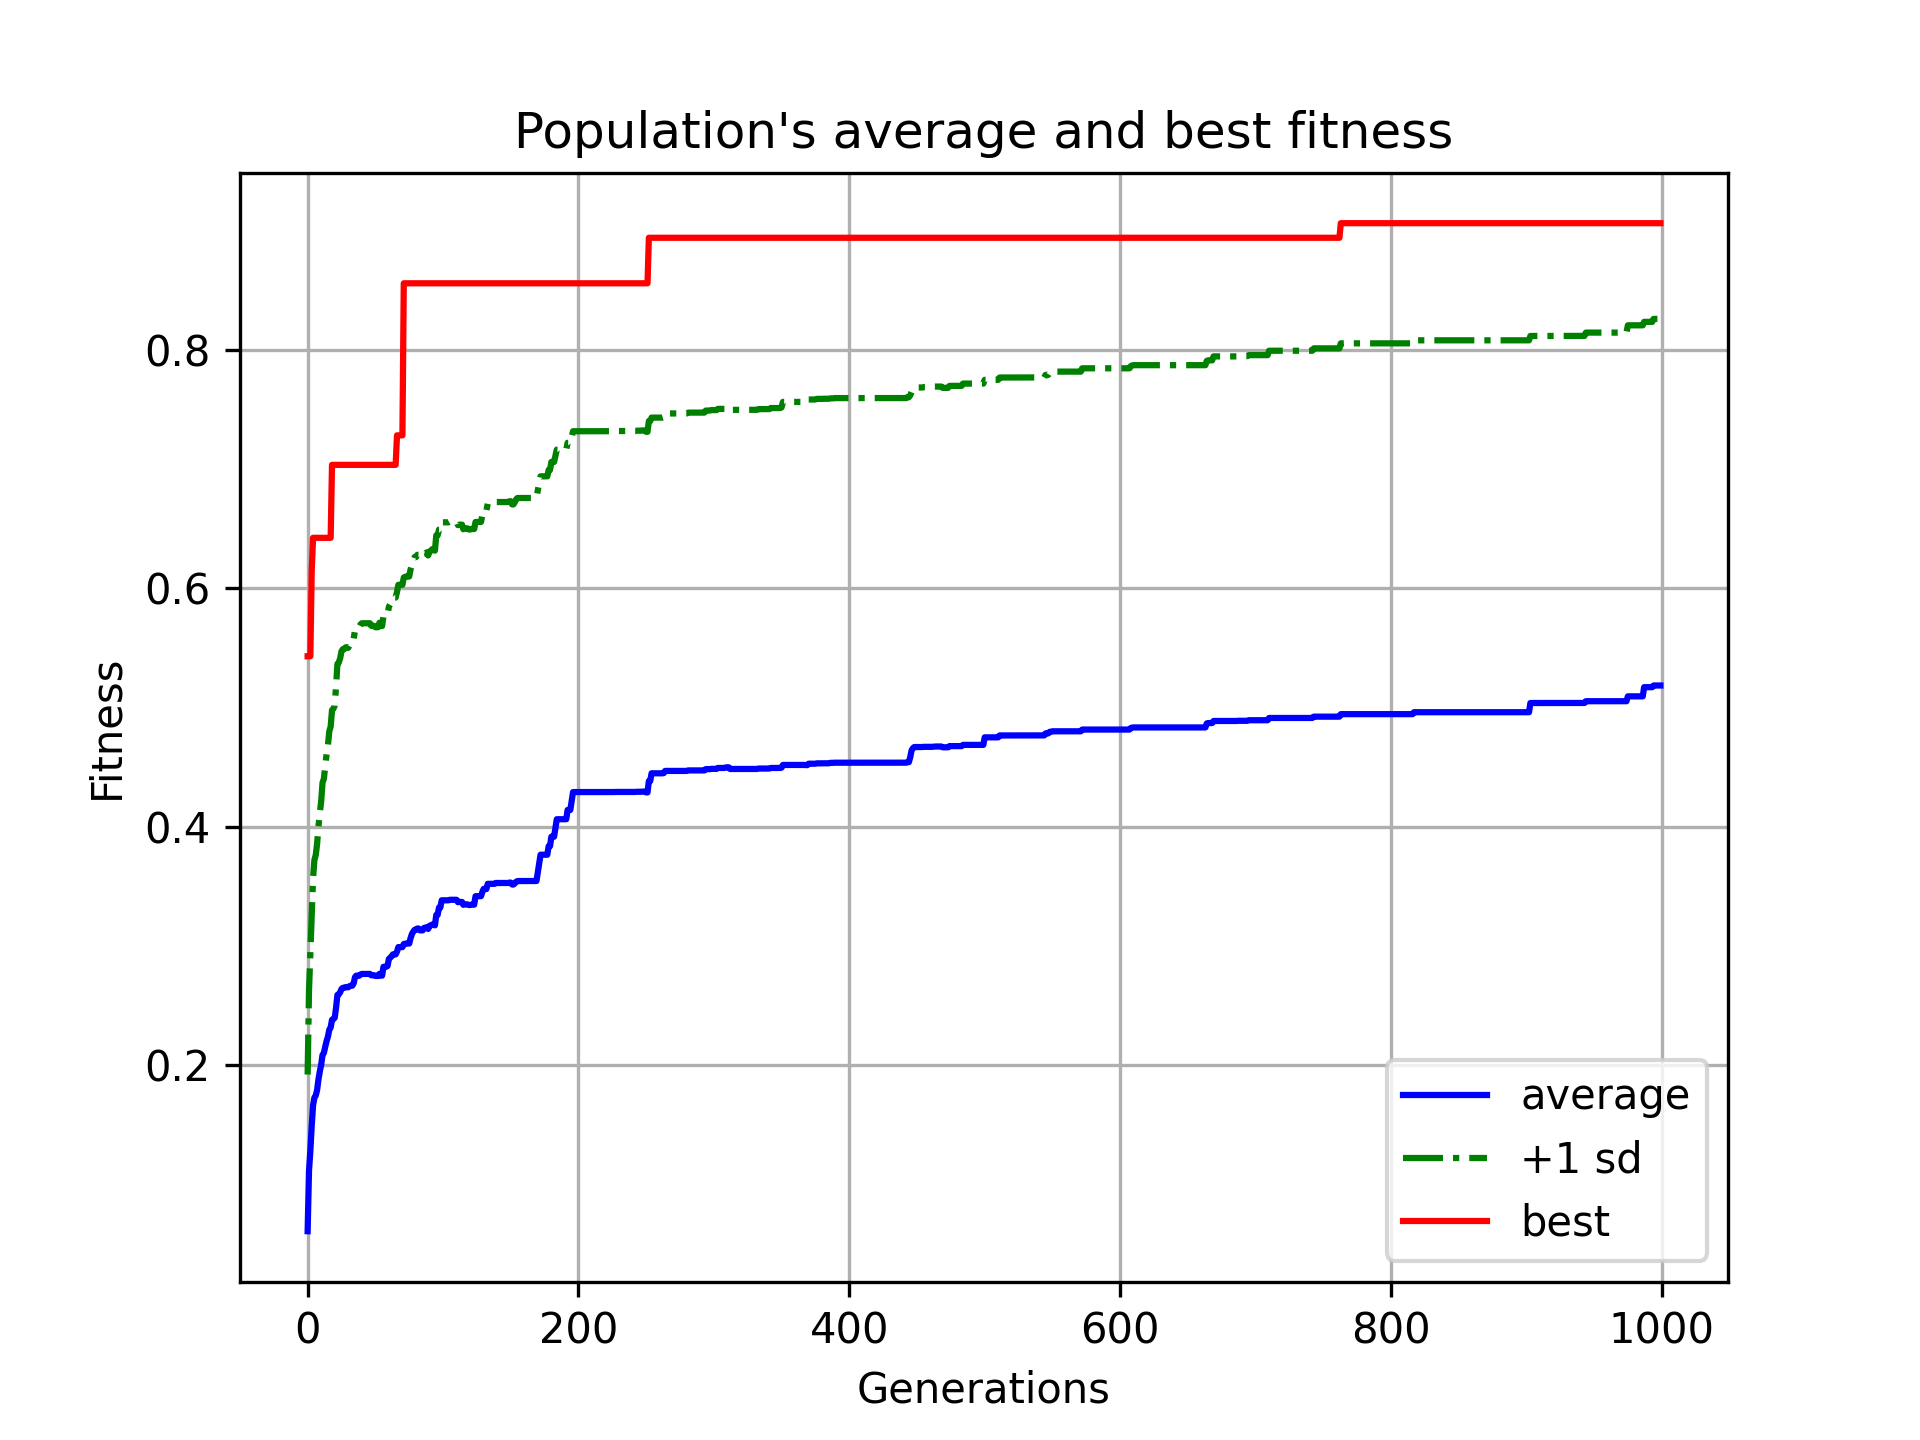 Population's average and best fitness
Fitness
0.8
0.6
0.4
0.2
0 200 400 600 800 1000
Generations
average
+1 sd
best